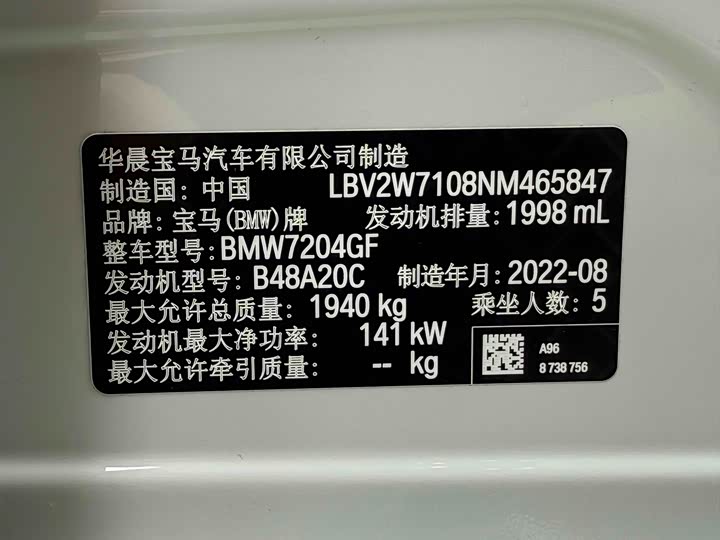 华晨宝马汽车有限公司制造
制造国: 中国 LBV2W7108NM465847
品牌: 宝马(BMW)牌 发动机排量: 1998 mL
整车型号: BMW7204GF
发动机型号: B48A20C 制造年月: 2022-08
最大允许总质量: 1940 kg 乘坐人数: 5
发动机最大净功率: 141 kW
最大允许牵引质量: -- kg
A96
8 738 756